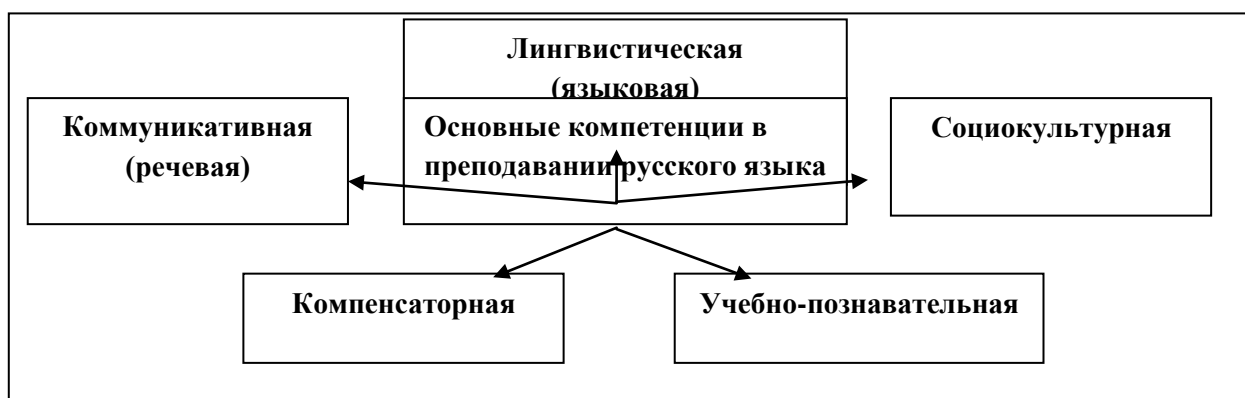 Лингвистическая
(языковая)
Коммуникативная
(речевая)
Основные компетенции в
преподавании русского языка
Социокультурная
Компенсаторная
Учебно-познавательная